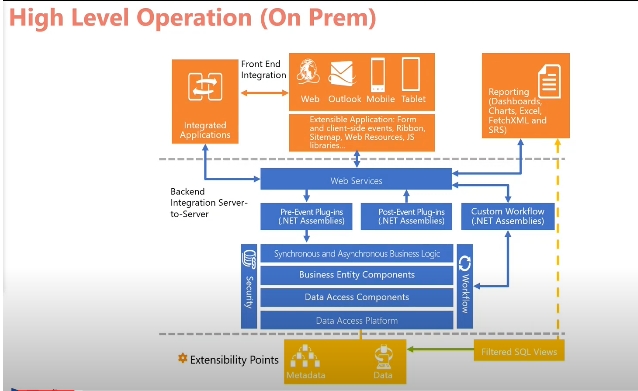 High Level Operation (On Prem)
Front End
Integration
Integrated
Applications
Web
Outlook
Mobile
Tablet
Extensible Application: Form
and client-side events, Ribbon,
Sitemap, Web Resources, JS
libraries...
Reporting
(Dashboards,
Charts, Excel,
FetchXML and
SRS)
Backend
Integration Server-
to-Server
Web Services
Pre-Event Plug-ins
(.NET Assemblies)
Post-Event Plug-ins
(.NET Assemblies)
Custom Workflow
(.NET Assemblies)
Security
Synchronous and Asynchronous Business Logic
Business Entity Components
Data Access Components
Data Access Platform
Workflow
Extensibility Points
Metadata
Data
Filtered SQL Views